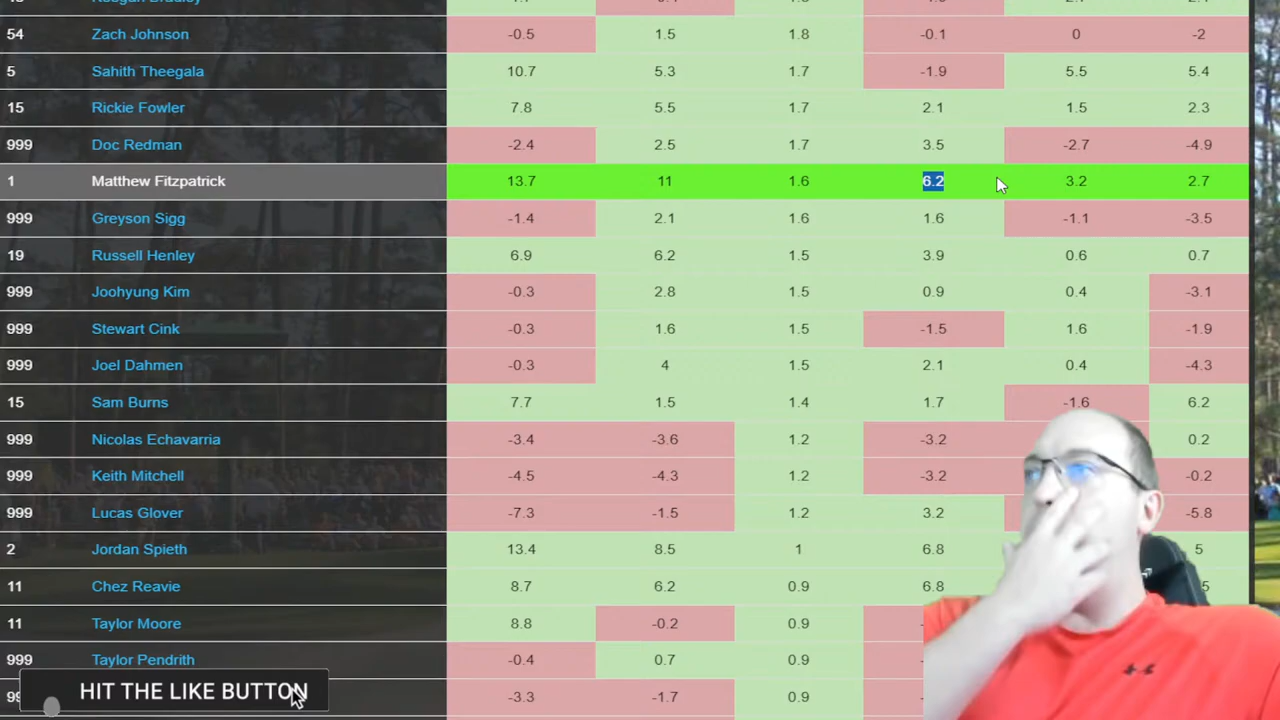 54 Zach Johnson -0.5 1.5 1.8 -0.1 0 -2
5 Sahith Theegala 10.7 5.3 1.7 -1.9 5.5 5.4
15 Rickie Fowler 7.8 5.5 1.7 2.1 1.5 2.3
999 Doc Redman -2.4 2.5 1.7 3.5 -2.7 -4.9
1 Matthew Fitzpatrick 13.7 11 1.6 6.2 3.2 2.7
999 Greyson Sigg -1.4 2.1 1.6 1.6 -1.1 -3.5
19 Russell Henley 6.9 6.2 1.5 3.9 0.6 0.7
999 Joohyung Kim -0.3 2.8 1.5 0.9 0.4 -3.1
999 Stewart Cink -0.3 1.6 1.5 -1.5 1.6 -1.9
999 Joel Dahmen -0.3 4 1.5 2.1 0.4 -4.3
15 Sam Burns 7.7 1.5 1.4 1.7 -1.6 6.2
999 Nicolas Echavarria -3.4 -3.6 1.2 -3.2 0.2
999 Keith Mitchell -4.5 -4.3 1.2 -3.2 -0.2
999 Lucas Glover -7.3 -1.5 1.2 3.2 -5.8
2 Jordan Spieth 13.4 8.5 1 6.8 5
11 Chez Reavie 8.7 6.2 0.9 6.8
11 Taylor Moore 8.8 -0.2 0.9
999 Taylor Pendrith -0.4 0.7 0.9
-3.3 -1.7 0.9
HIT THE LIKE BUTTON